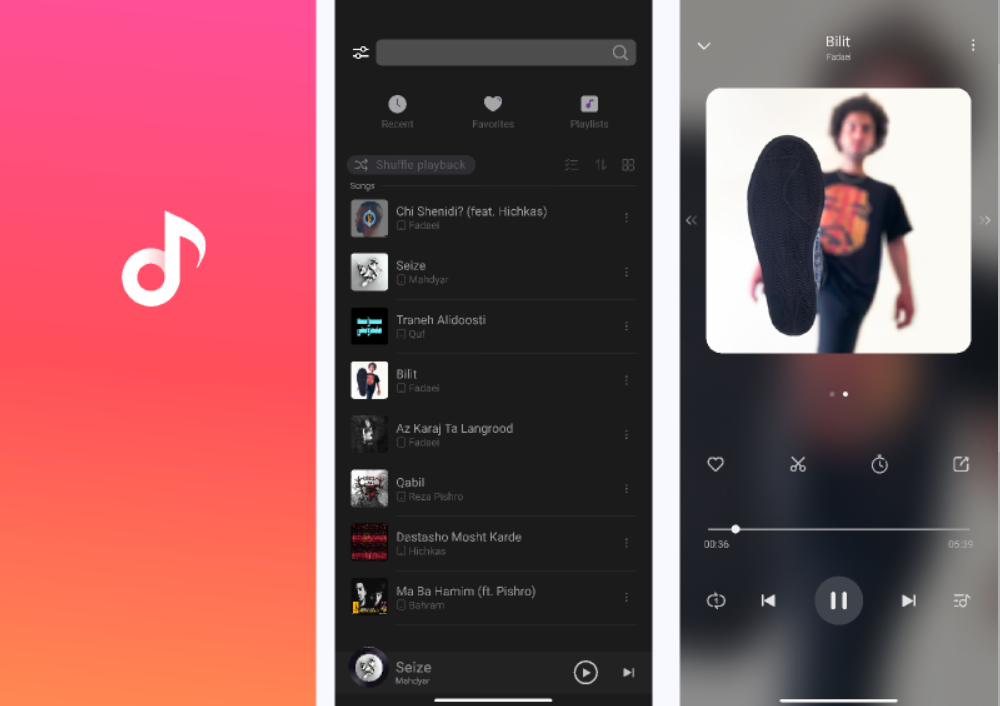 Recent
Favorites
Playlists
Shuffle playback
Songs
Chi Shenidi? (feat. Hichkas)
Fadaei
Seize
Mahdyar
Traneh Alidoosti
Quf
Bilit
Fadaei
Az Karaj Ta Langrood
Fadaei
Qabil
Reza Pishro
Dastasho Mosht Karde
Hichkas
Ma Ba Hamim (ft. Pishro)
Bahram
Seize
Mahdyar
Bilit
Fadaei
00:36
05:39